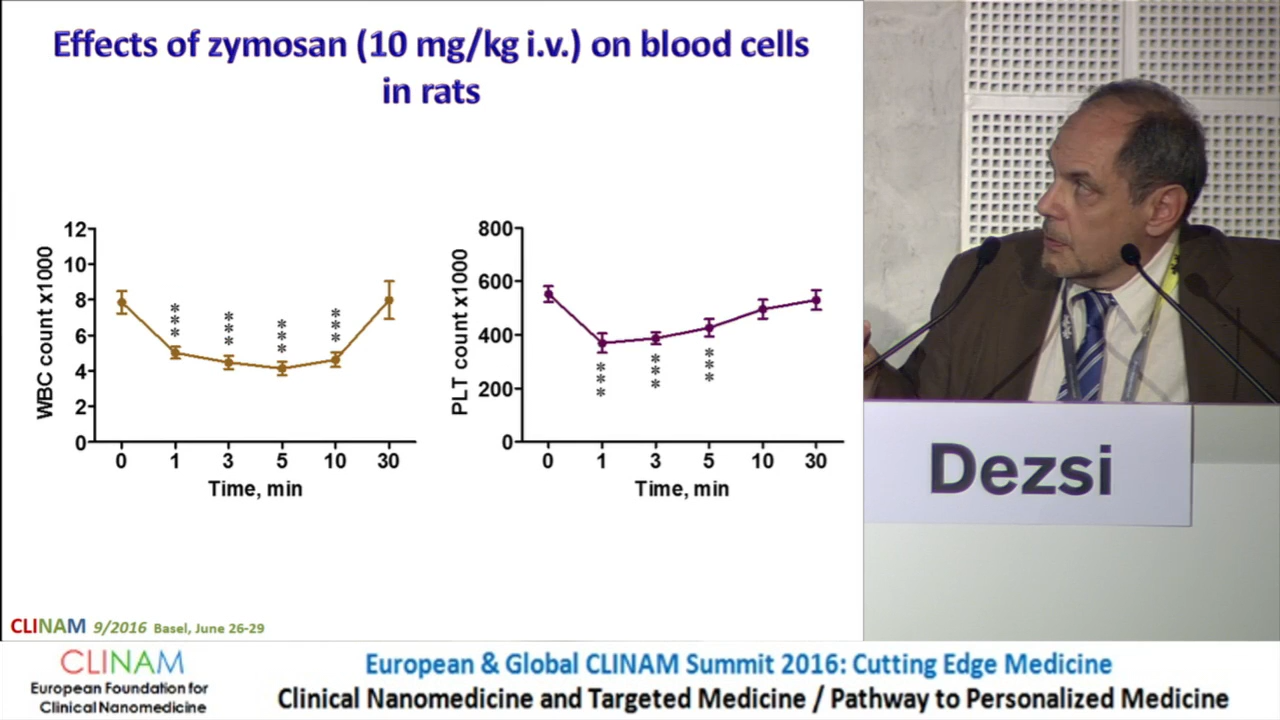 Effects of zymosan (10 mg/kg i.v.) on blood cells
in rats
WBC count x1000
12
10
8
6
4
2
0
***
***
***
***
0 1 3 5 10 30
Time, min
PLT count x1000
800
600
400
200
0
***
***
***
0 1 3 5 10 30
Time, min
Dezsi
CLINAM 9/2016 Basel, June 26-29
CLINAM
European Foundation for
Clinical Nanomedicine
European & Global CLINAM Summit 2016: Cutting Edge Medicine
Clinical Nanomedicine and Targeted Medicine / Pathway to Personalized Medicine